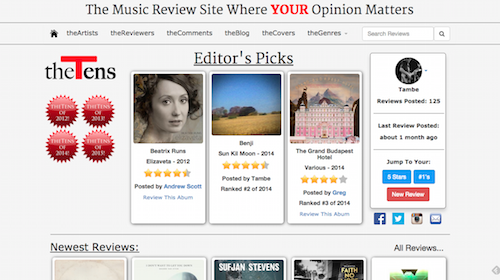 The Music Review Site Where YOUR Opinion Matters
theArtists theReviewers theComments theBlog theCovers theGenres
Search Reviews
theTens
THETENS OF 2012!
THETENS OF 2013!
THETENS OF 2014!
THETENS OF 2015!
Editor's Picks
Beatrix Runs
Elizaveta - 2012
Posted by Andrew Scott
Review This Album
Benji
Sun Kil Moon - 2014
Posted by Tambe
Ranked #2 of 2014
The Grand Budapest
Hotel
Various - 2014
Posted by Greg
Ranked #3 of 2014
Review This Album
Tambe
Reviews Posted: 125
Last Review Posted:
about 1 month ago
Jump To Your:
5 Stars #1's
New Review
Newest Reviews:
All Reviews...
SUFJAN STEVENS
FAITH NO